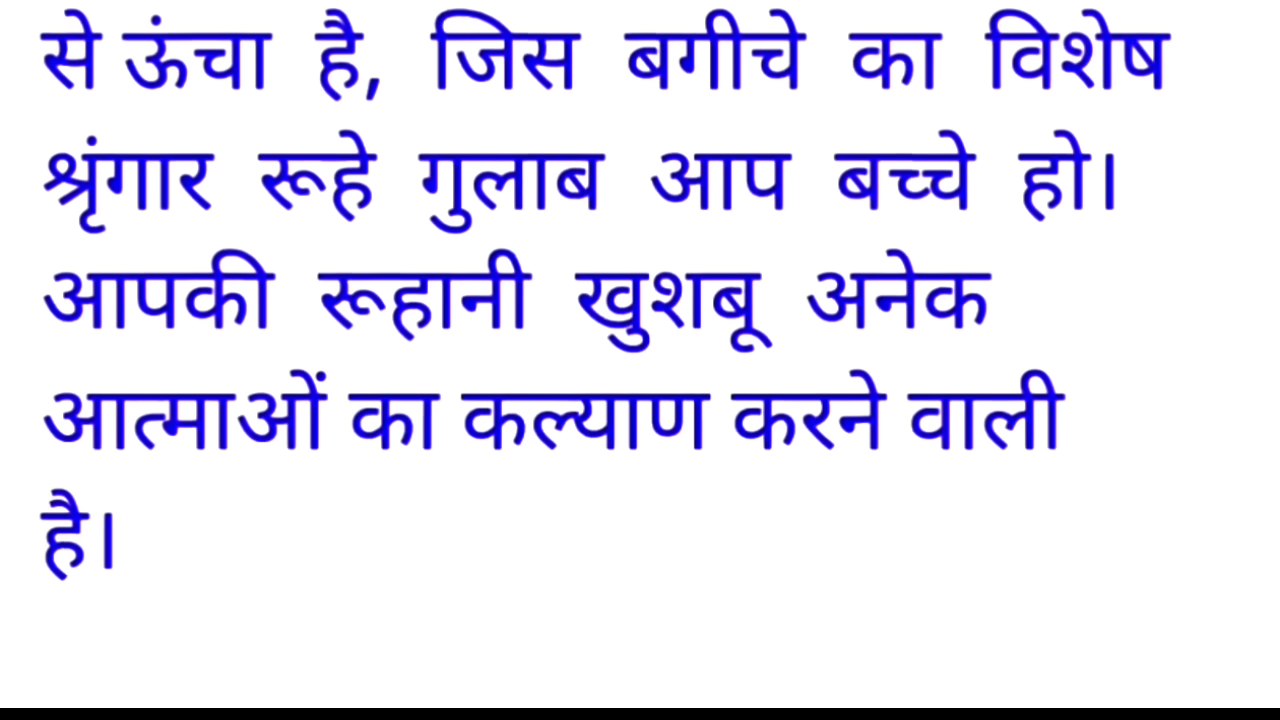 से ऊंचा है, जिस बगीचे का विशेष
श्रृंगार रूहे गुलाब आप बच्चे हो।
आपकी रूहानी खुशबू अनेक
आत्माओं का कल्याण करने वाली
है।